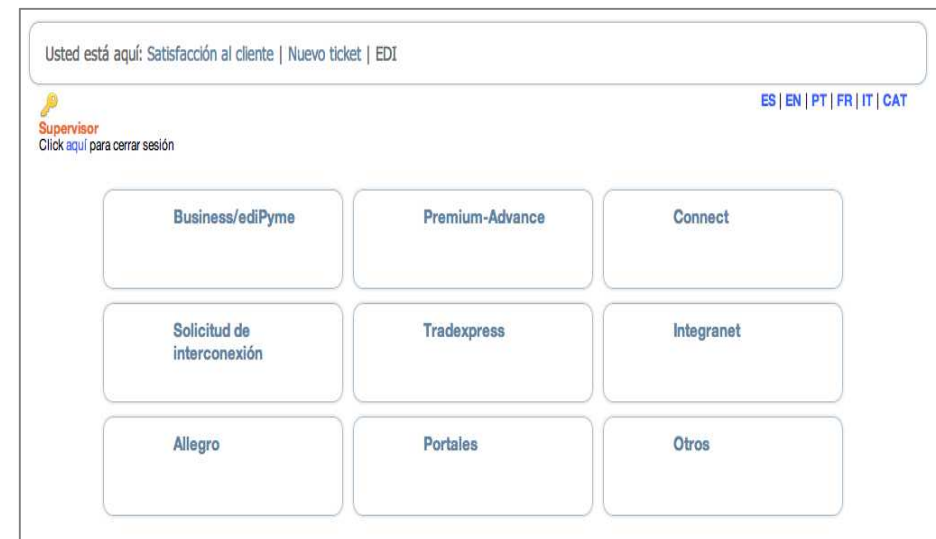 Usted está aquí: Satisfacción al cliente | Nuevo ticket | EDI
ES | EN | PT | FR | IT | CAT
Supervisor
Click aquí para cerrar sesión
Business/ediPyme
Premium-Advance
Connect
Solicitud de
interconexión
Tradexpress
Integranet
Allegro
Portales
Otros